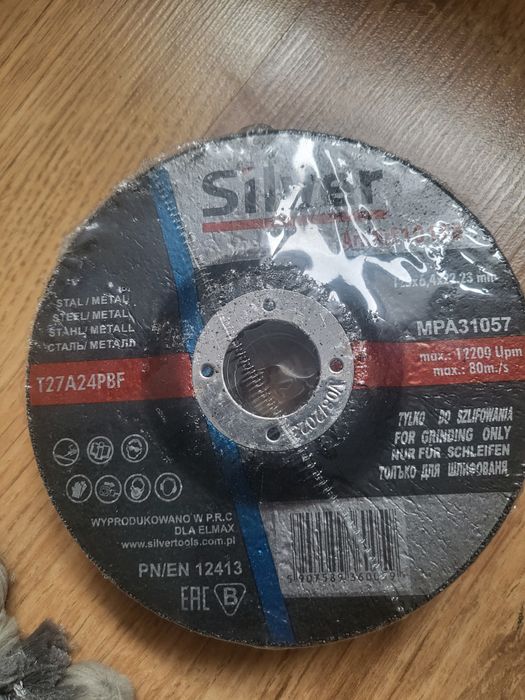 Silver
MPA31057
STAL / METAL
STEEL / METAL
STAHL / METALL
СТАЛЬ / МЕТАЛЛ
T27A24PBF
max.: 12200 Upm
max.: 80m./s
TYLKO DO SZLIFOWANIA
FOR GRINDING ONLY
NUR FÜR SCHLEIFEN
ТОЛЬКО ДЛЯ ШЛИФОВАНЯ
WYPRODUKOWANO W P.R.C
DLA ELMAX
www.silvertools.com.pl
PN/EN 12413
EAC B